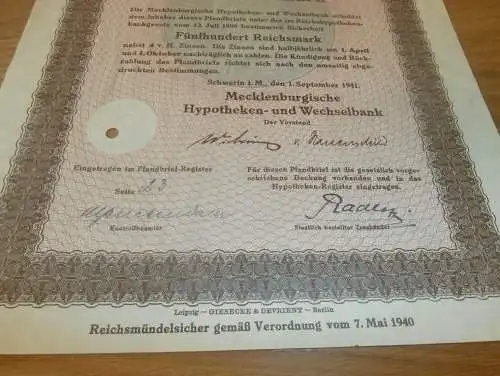 Die Mecklenburgische Hypotheken- und Wechselbank schuldet
dem Inhaber dieses Pfandbriefs unter der im Reichshypotheken-
bankgesetz vom 13. Juli 1899 bestimmten Sicherheit
Fünfhundert Reichsmark
nebst 4 v. H. Zinsen. Die Zinsen sind halbjährlich am 1. April
und 1. Oktober nachträglich zu zahlen. Die Kündigung und Rück-
zahlung des Pfandbriefs richtet sich nach den umseitig abge-
druckten Bestimmungen.
Schwerin i. M., den 1. September 1941.
Mecklenburgische
Hypotheken- und Wechselbank
Der Vorstand
Eingetragen im Pfandbrief-Register
Seite 23
Kontrollbeamter
Für diesen Pfandbrief ist die gesetzlich vorge-
schriebene Deckung vorhanden und in das
Hypotheken-Register eingetragen.
Staatlich bestellter Treuhänder
Leipzig – GIESECKE & DEVRIENT – Berlin
Reichsmündelsicher gemäß Verordnung vom 7. Mai 1940